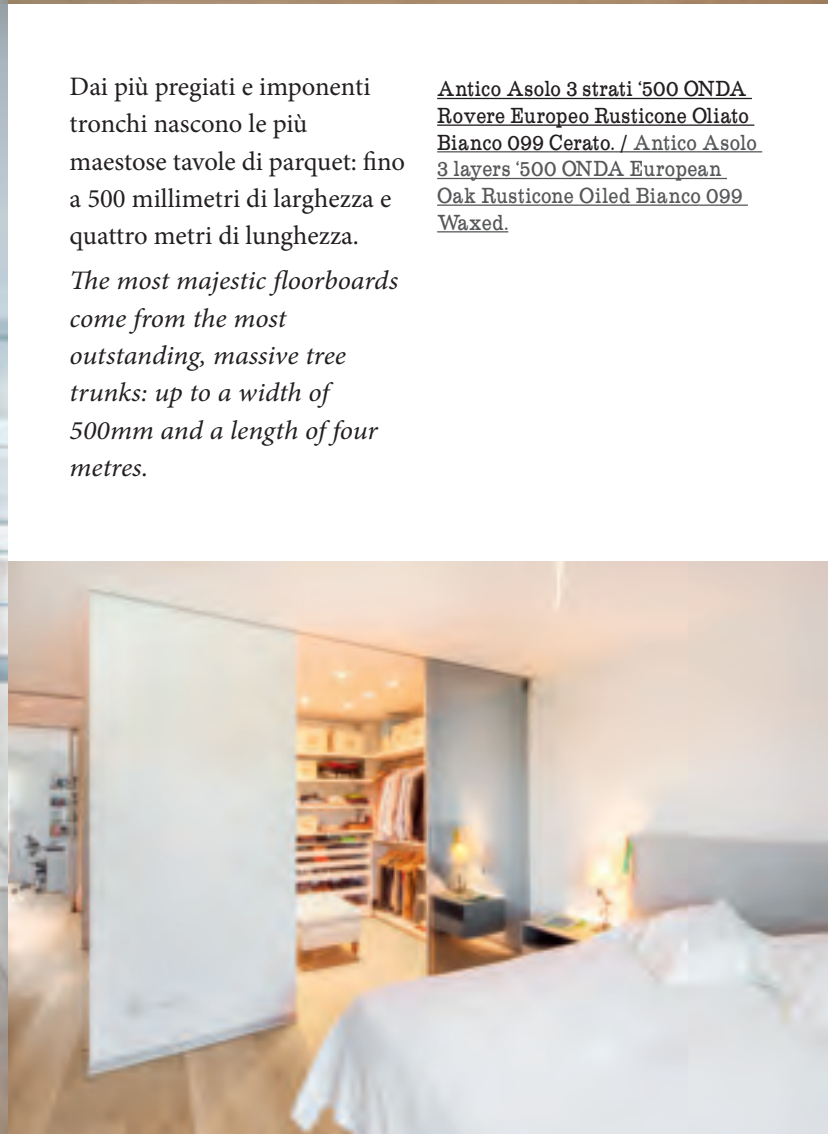 Dai più pregiati e imponenti
tronchi nascono le più
maestose tavole di parquet: fino
a 500 millimetri di larghezza e
quattro metri di lunghezza.
The most majestic floorboards
come from the most
outstanding, massive tree
trunks: up to a width of
500mm and a length of four
metres.
Antico Asolo 3 strati ‘500 ONDA
Rovere Europeo Rusticone Oliato
Bianco 099 Cerato. / Antico Asolo
3 layers ‘500 ONDA European
Oak Rusticone Oiled Bianco 099
Waxed.